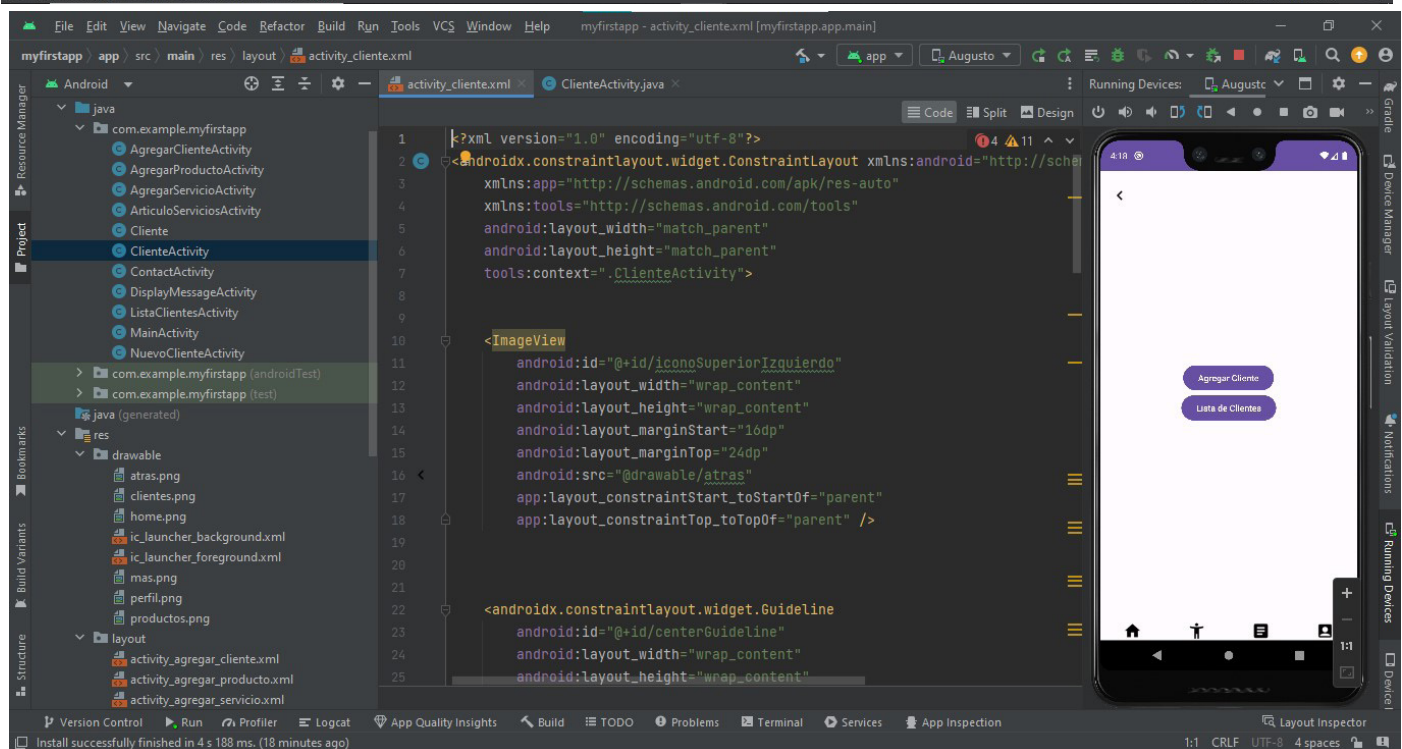 File Edit View Navigate Code Refactor Build Run Tools VCS Window Help myfirstapp - activity_cliente.xml [myfirstapp.app.main]
myfirstapp app src main res layout activity_cliente.xml app Augusto
Android activity_cliente.xml ClienteActivity.java Running Devices: Augusto
Code Split Design
Resource Manager
Project
Bookmarks
Build Variants
Structure
java
com.example.myfirstapp
AgregarClienteActivity
AgregarProductoActivity
AgregarServicioActivity
ArticuloServiciosActivity
Cliente
ClienteActivity
ContactActivity
DisplayMessageActivity
ListaClientesActivity
MainActivity
NuevoClienteActivity
com.example.myfirstapp (androidTest)
com.example.myfirstapp (test)
java (generated)
res
drawable
atras.png
clientes.png
home.png
ic_launcher_background.xml
ic_launcher_foreground.xml
mas.png
perfil.png
productos.png
layout
activity_agregar_cliente.xml
activity_agregar_producto.xml
activity_agregar_servicio.xml
4 11
1 <?xml version="1.0" encoding="utf-8"?>
2 <androidx.constraintlayout.widget.ConstraintLayout xmlns:android="http://sche
3 xmlns:app="http://schemas.android.com/apk/res-auto"
4 xmlns:tools="http://schemas.android.com/tools"
5 android:layout_width="match_parent"
6 android:layout_height="match_parent"
7 tools:context=".ClienteActivity">
8
9
10 <ImageView
11 android:id="@+id/iconoSuperiorIzquierdo"
12 android:layout_width="wrap_content"
13 android:layout_height="wrap_content"
14 android:layout_marginStart="16dp"
15 android:layout_marginTop="24dp"
16 android:src="@drawable/atras"
17 app:layout_constraintStart_toStartOf="parent"
18 app:layout_constraintTop_toTopOf="parent" />
19
20
21
22 <androidx.constraintlayout.widget.Guideline
23 android:id="@+id/centerGuideline"
24 android:layout_width="wrap_content"
25 android:layout_height="wrap_content"
4:18
Agregar Cliente
Lista de Clientes
1:1
Gradle
Device Manager
Layout Validation
Notifications
Running Devices
Device
Version Control Run Profiler Logcat App Quality Insights Build TODO Problems Terminal Services App Inspection Layout Inspector
Install successfully finished in 4 s 188 ms. (18 minutes ago) 1:1 CRLF UTF-8 4 spaces